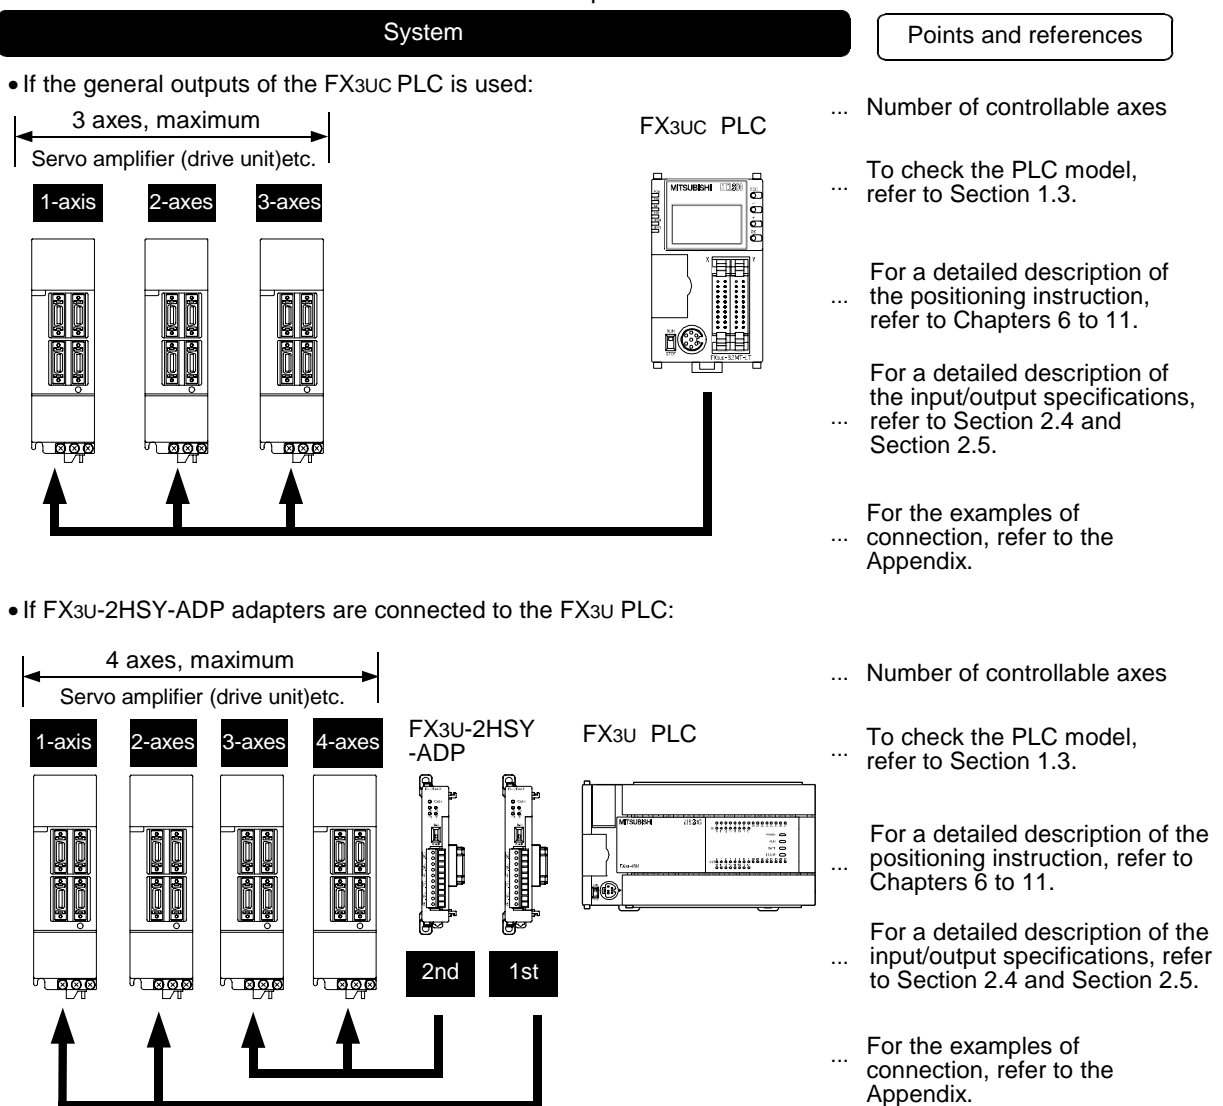 System
Points and references
• If the general outputs of the FX3UC PLC is used:
3 axes, maximum
Servo amplifier (drive unit)etc.
1-axis
2-axes
3-axes
FX3UC PLC
MITSUBISHI
X
Y
RUN
STOP
FX3UC-32MT-LT
... Number of controllable axes
... To check the PLC model,
refer to Section 1.3.
... For a detailed description of
the positioning instruction,
refer to Chapters 6 to 11.
... For a detailed description of
the input/output specifications,
refer to Section 2.4 and
Section 2.5.
... For the examples of
connection, refer to the
Appendix.
• If FX3U-2HSY-ADP adapters are connected to the FX3U PLC:
4 axes, maximum
Servo amplifier (drive unit)etc.
1-axis
2-axes
3-axes
4-axes
FX3U-2HSY
-ADP
2nd
1st
FX3U PLC
MITSUBISHI
... Number of controllable axes
... To check the PLC model,
refer to Section 1.3.
... For a detailed description of the
positioning instruction, refer to
Chapters 6 to 11.
... For a detailed description of the
input/output specifications, refer
to Section 2.4 and Section 2.5.
... For the examples of
connection, refer to the
Appendix.